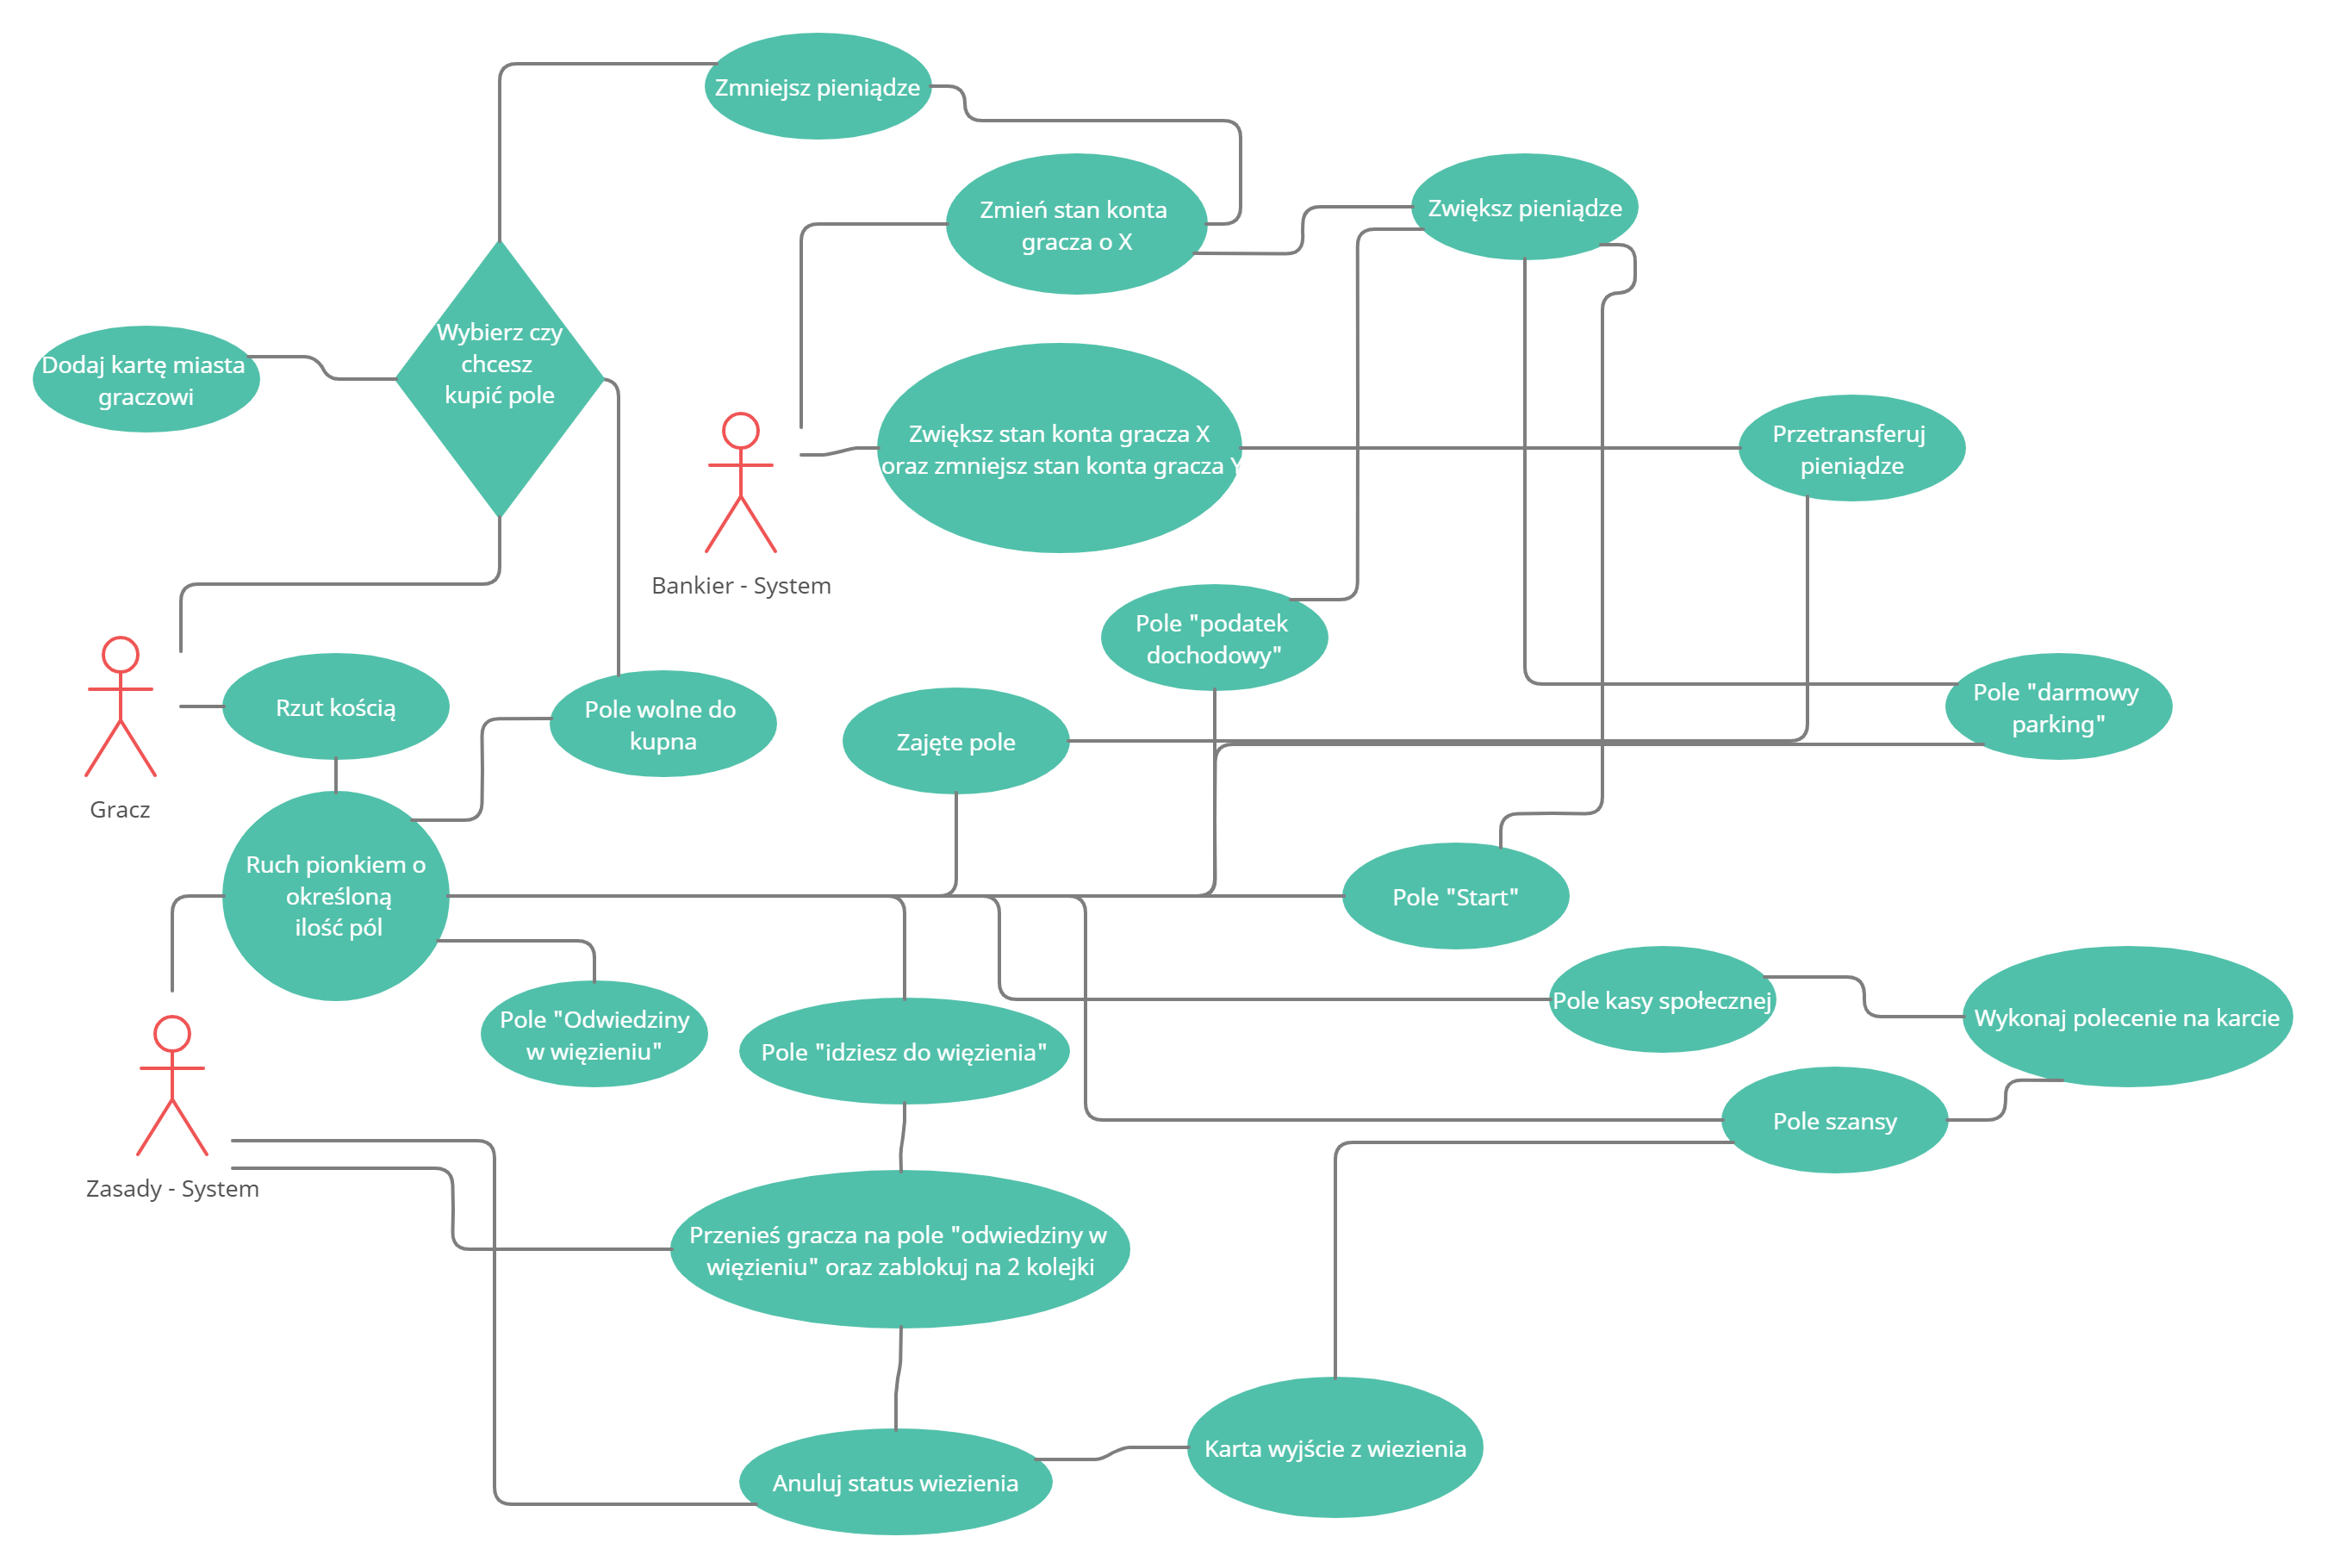 Zmniejsz pieniądze
Zmień stan konta
gracza o X
Zwiększ pieniądze
Wybierz czy
chcesz
kupić pole
Dodaj kartę miasta
graczowi
Zwiększ stan konta gracza X
oraz zmniejsz stan konta gracza Y
Przetransferuj
pieniądze
Bankier - System
Pole "podatek
dochodowy"
Rzut kością
Pole wolne do
kupna
Zajęte pole
Pole "darmowy
parking"
Gracz
Ruch pionkiem o
określoną
ilość pól
Pole "Start"
Pole "Odwiedziny
w więzieniu"
Pole "idziesz do więzienia"
Pole kasy społecznej
Wykonaj polecenie na karcie
Pole szansy
Zasady - System
Przenieś gracza na pole "odwiedziny w
więzieniu" oraz zablokuj na 2 kolejki
Karta wyjście z wiezienia
Anuluj status wiezienia